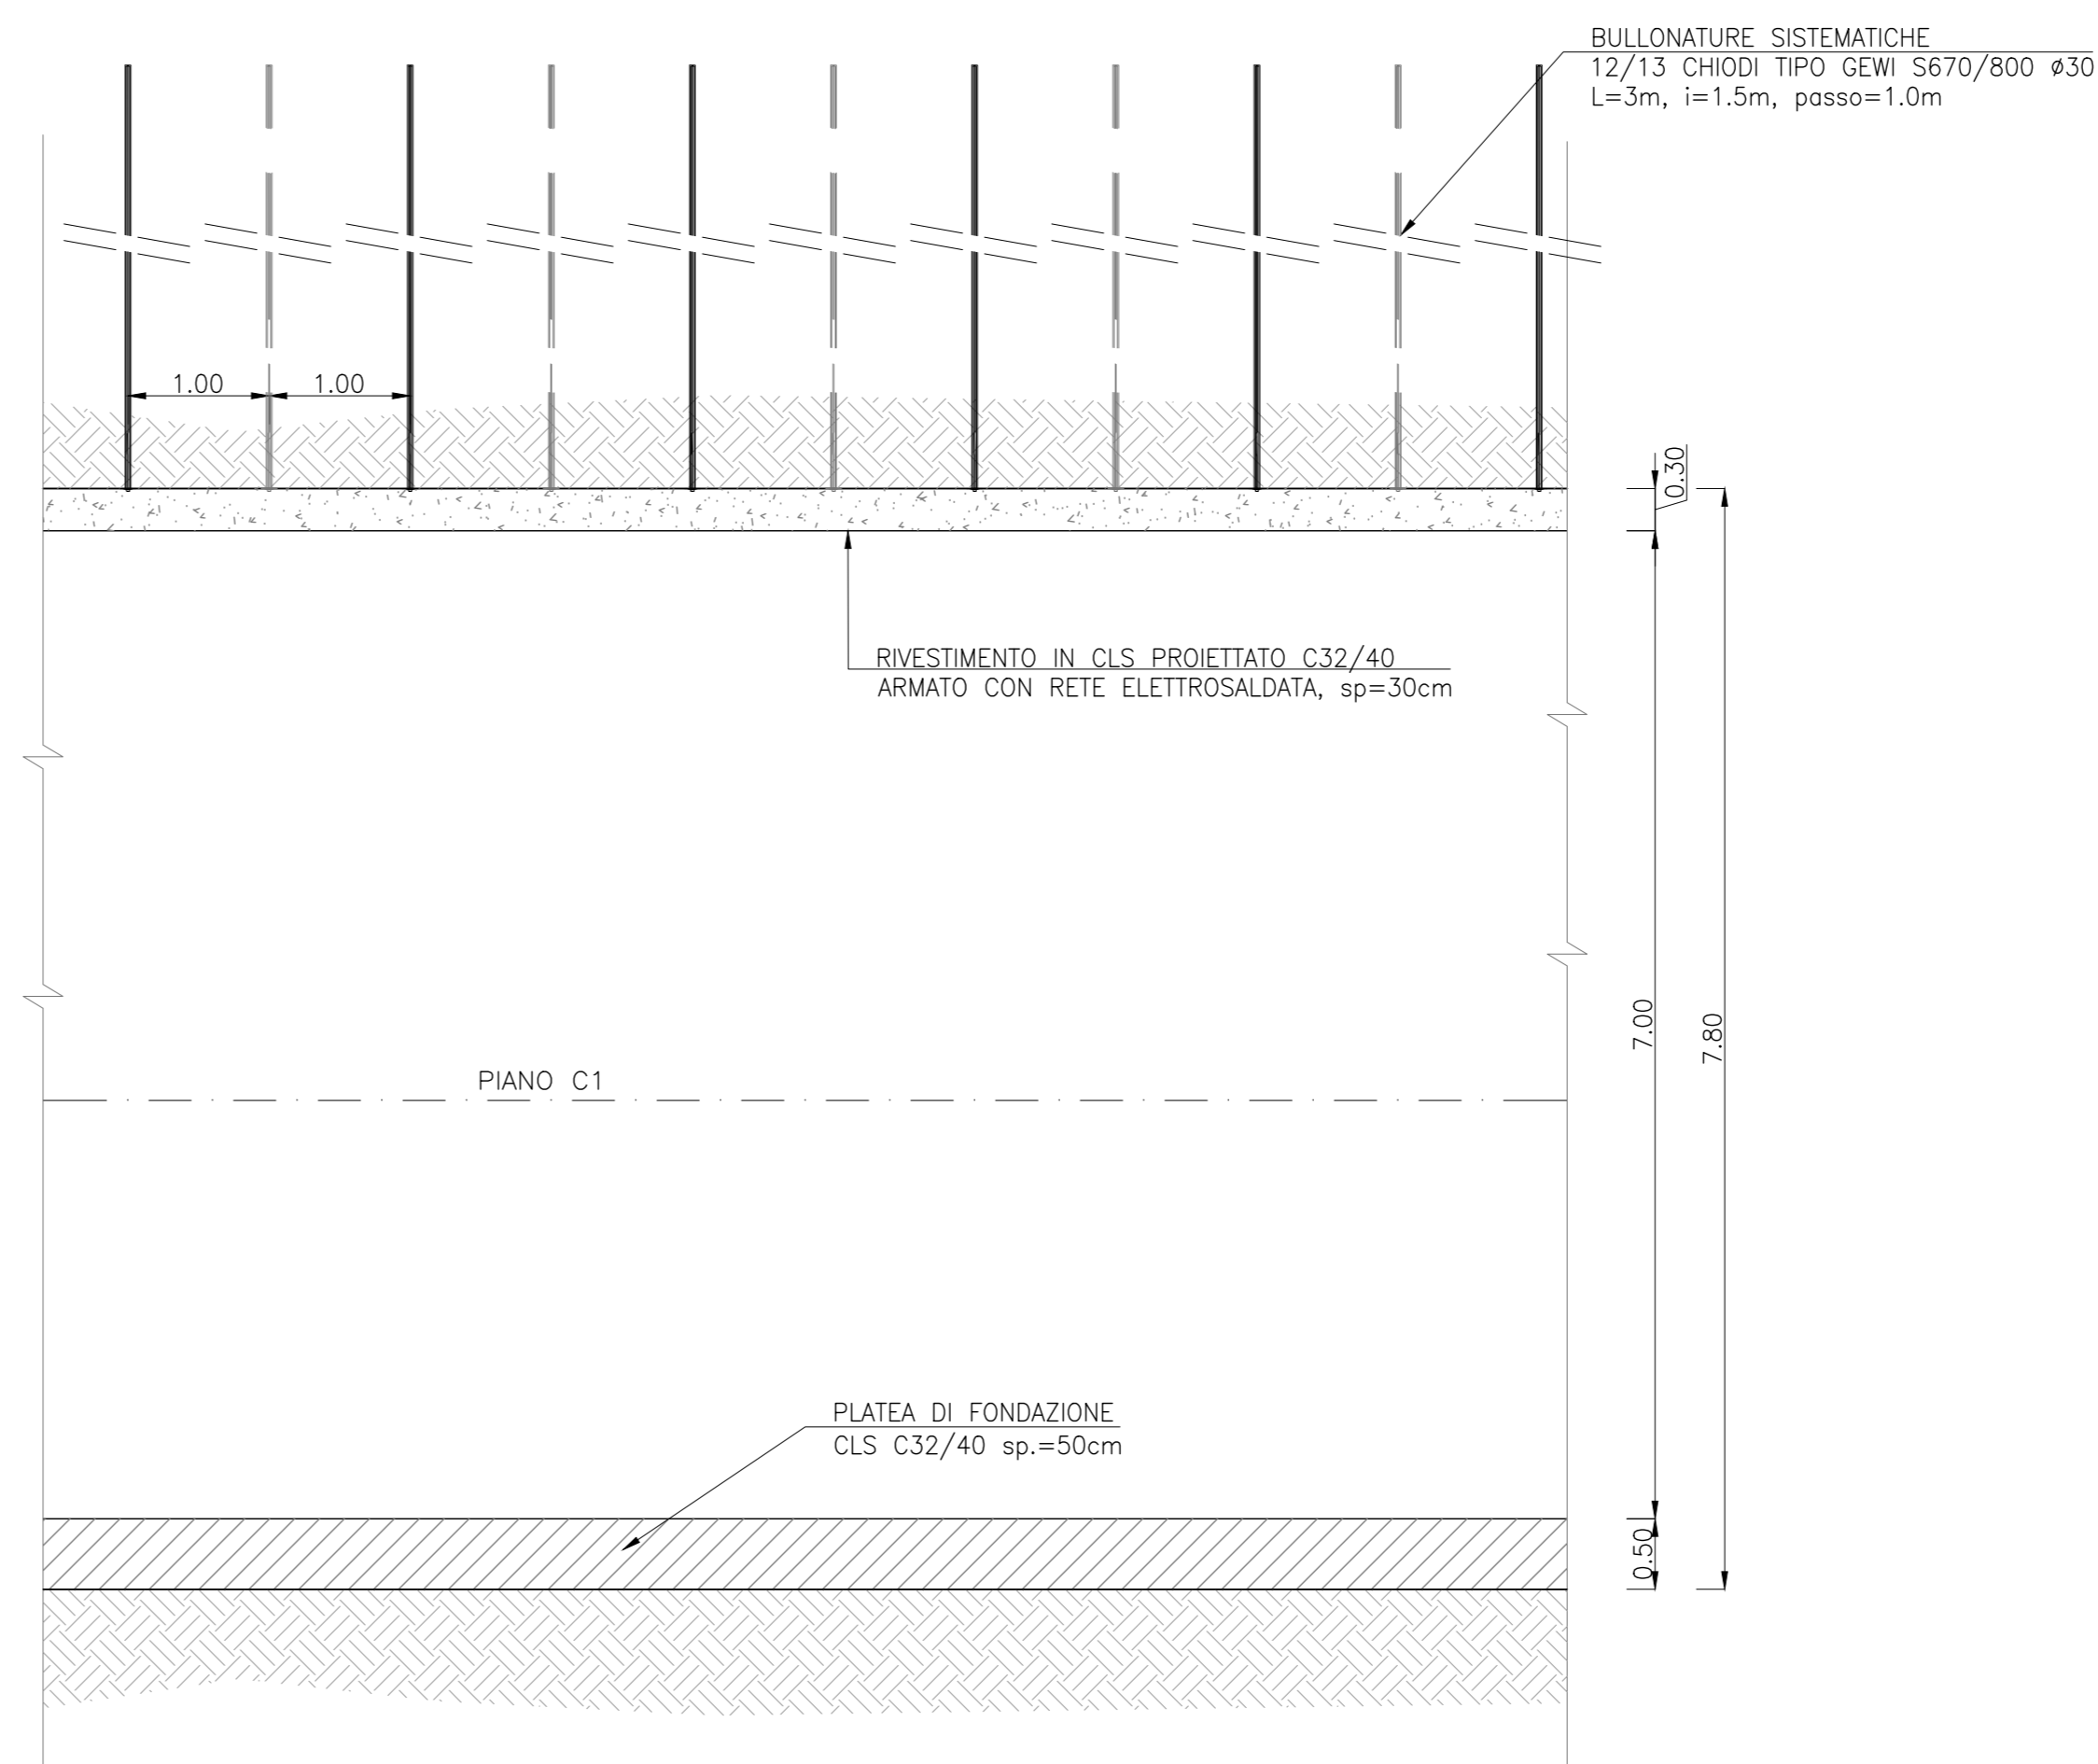 BULLONATURE SISTEMATICHE
12/13 CHIODI TIPO GEWI S670/800 ø30
L=3m, i=1.5m, passo=1.0m
1.00 1.00
0.30
RIVESTIMENTO IN CLS PROIETTATO C32/40
ARMATO CON RETE ELETTROSALDATA, sp=30cm
7.00
7.80
PIANO C1
PLATEA DI FONDAZIONE
CLS C32/40 sp.=50cm
0.50